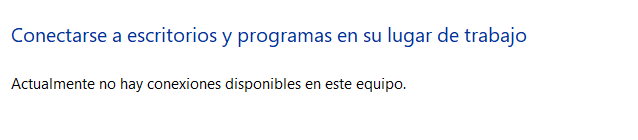 Conectarse a escritorios y programas en su lugar de trabajo
Actualmente no hay conexiones disponibles en este equipo.